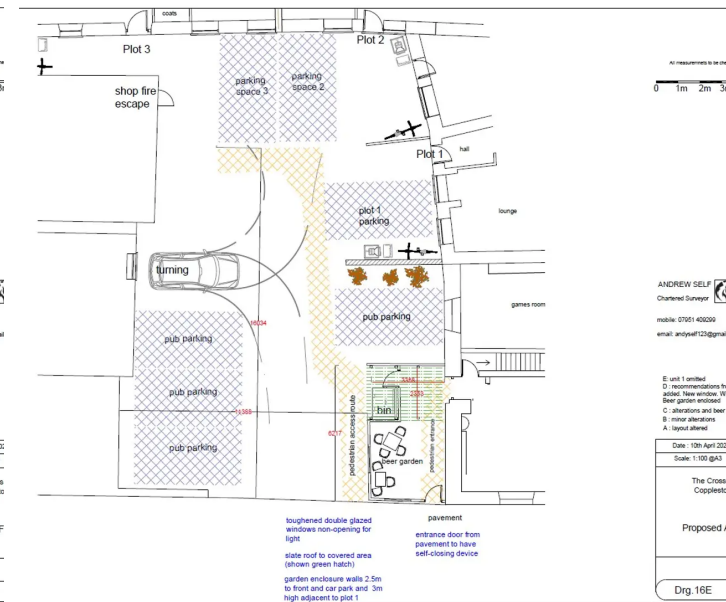 coats
Plot 3
Plot 2
All measurements to be che
parking
space 3
parking
space 2
0 1m 2m 3m
shop fire
escape
Plot 1
hall
plot 1
parking
lounge
turning
ANDREW SELF
Chartered Surveyor
mobile: 07951 409299
email: andyself123@gmail
games room
pub parking
16034
pub parking
E: unit 1 omitted
D : recommendations fr
added. New window. W
Beer garden enclosed
C : alterations and beer
B : minor alterations
A : layout altered
pub parking
bin
11388
6217
pedestrian access route
pub parking
beer garden
pedestrian entrance
Date : 10th April 202
Scale: 1:100 @A3
The Cross
Copplesto
Proposed A
Drg.16E
toughened double glazed
windows non-opening for
light
slate roof to covered area
(shown green hatch)
garden enclosure walls 2.5m
to front and car park and 3m
high adjacent to plot 1
pavement
entrance door from
pavement to have
self-closing device